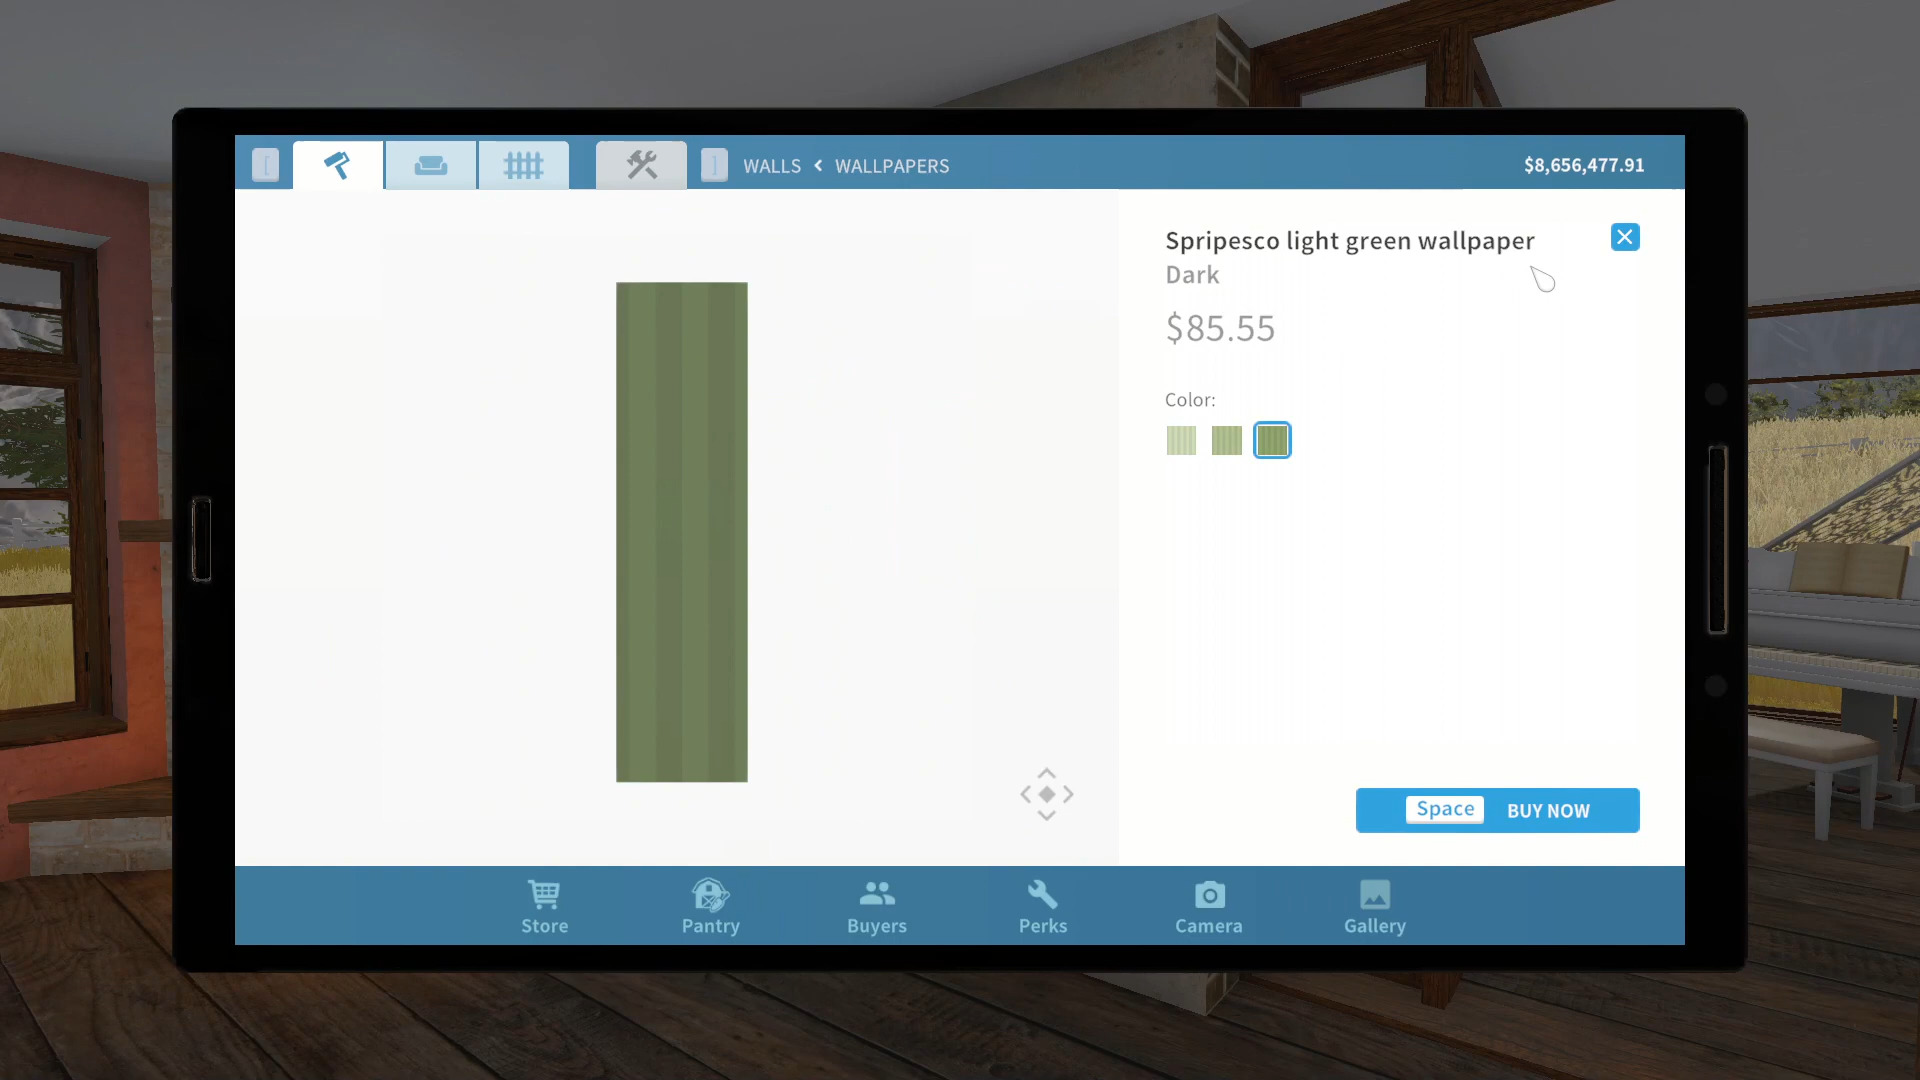 [
]
WALLS < WALLPAPERS
$8,656,477.91
Spripesco light green wallpaper
Dark
$85.55
Color:
Space BUY NOW
Store
Pantry
Buyers
Perks
Camera
Gallery